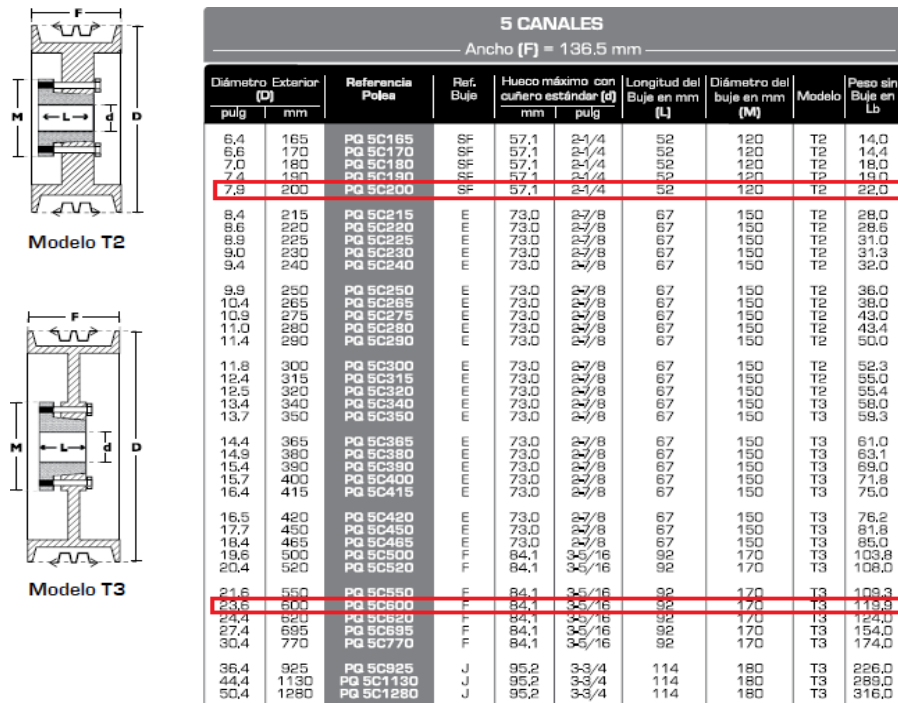 F
M
L
d
D
Modelo T2
F
M
L
d
D
Modelo T3
5 CANALES
Ancho (F) = 136.5 mm
Diámetro Exterior (D) Referencia Polea Ref. Buje Hueco máximo con cuñero estándar (d) Longitud del Buje en mm (L) Diámetro del buje en mm (M) Modelo Peso sin Buje en Lb
pulg mm mm pulg
6,4 165 PQ 5C165 SF 57,1 2-1/4 52 120 T2 14,0
6,6 170 PQ 5C170 SF 57,1 2-1/4 52 120 T2 14,4
7,0 180 PQ 5C180 SF 57,1 2-1/4 52 120 T2 18,0
7,4 190 PQ 5C190 SF 57,1 2-1/4 52 120 T2 19,0
7,9 200 PQ 5C200 SF 57,1 2-1/4 52 120 T2 22,0
8,4 215 PQ 5C215 E 73,0 2-7/8 67 150 T2 28,0
8,6 220 PQ 5C220 E 73,0 2-7/8 67 150 T2 28,6
8,9 225 PQ 5C225 E 73,0 2-7/8 67 150 T2 31,0
9,0 230 PQ 5C230 E 73,0 2-7/8 67 150 T2 31,3
9,4 240 PQ 5C240 E 73,0 2-7/8 67 150 T2 32,0
9,9 250 PQ 5C250 E 73,0 2-7/8 67 150 T2 36,0
10,4 265 PQ 5C265 E 73,0 2-7/8 67 150 T2 38,0
10,9 275 PQ 5C275 E 73,0 2-7/8 67 150 T2 43,0
11,0 280 PQ 5C280 E 73,0 2-7/8 67 150 T2 43,4
11,4 290 PQ 5C290 E 73,0 2-7/8 67 150 T2 50,0
11,8 300 PQ 5C300 E 73,0 2-7/8 67 150 T2 52,3
12,4 315 PQ 5C315 E 73,0 2-7/8 67 150 T2 55,0
12,5 320 PQ 5C320 E 73,0 2-7/8 67 150 T2 55,4
13,4 340 PQ 5C340 E 73,0 2-7/8 67 150 T2 58,0
13,7 350 PQ 5C350 E 73,0 2-7/8 67 150 T2 59,3
14,4 365 PQ 5C365 E 73,0 2-7/8 67 150 T3 61,0
14,9 380 PQ 5C380 E 73,0 2-7/8 67 150 T3 63,1
15,4 390 PQ 5C390 E 73,0 2-7/8 67 150 T3 69,0
15,7 400 PQ 5C400 E 73,0 2-7/8 67 150 T3 71,8
16,4 415 PQ 5C415 E 73,0 2-7/8 67 150 T3 75,0
16,5 420 PQ 5C420 E 73,0 2-7/8 67 150 T3 76,2
17,7 450 PQ 5C450 E 73,0 2-7/8 67 150 T3 81,8
18,4 465 PQ 5C465 E 73,0 2-7/8 67 150 T3 85,0
19,6 500 PQ 5C500 F 84,1 3-5/16 92 170 T3 103,8
20,4 520 PQ 5C520 F 84,1 3-5/16 92 170 T3 108,0
21,6 550 PQ 5C550 F 84,1 3-5/16 92 170 T3 109,3
23,6 600 PQ 5C600 F 84,1 3-5/16 92 170 T3 119,9
24,4 620 PQ 5C620 F 84,1 3-5/16 92 170 T3 124,0
27,4 695 PQ 5C695 F 84,1 3-5/16 92 170 T3 154,0
30,4 770 PQ 5C770 F 84,1 3-5/16 92 170 T3 174,0
36,4 925 PQ 5C925 J 95,2 3-3/4 114 180 T3 226,0
44,4 1130 PQ 5C1130 J 95,2 3-3/4 114 180 T3 289,0
50,4 1280 PQ 5C1280 J 95,2 3-3/4 114 180 T3 316,0